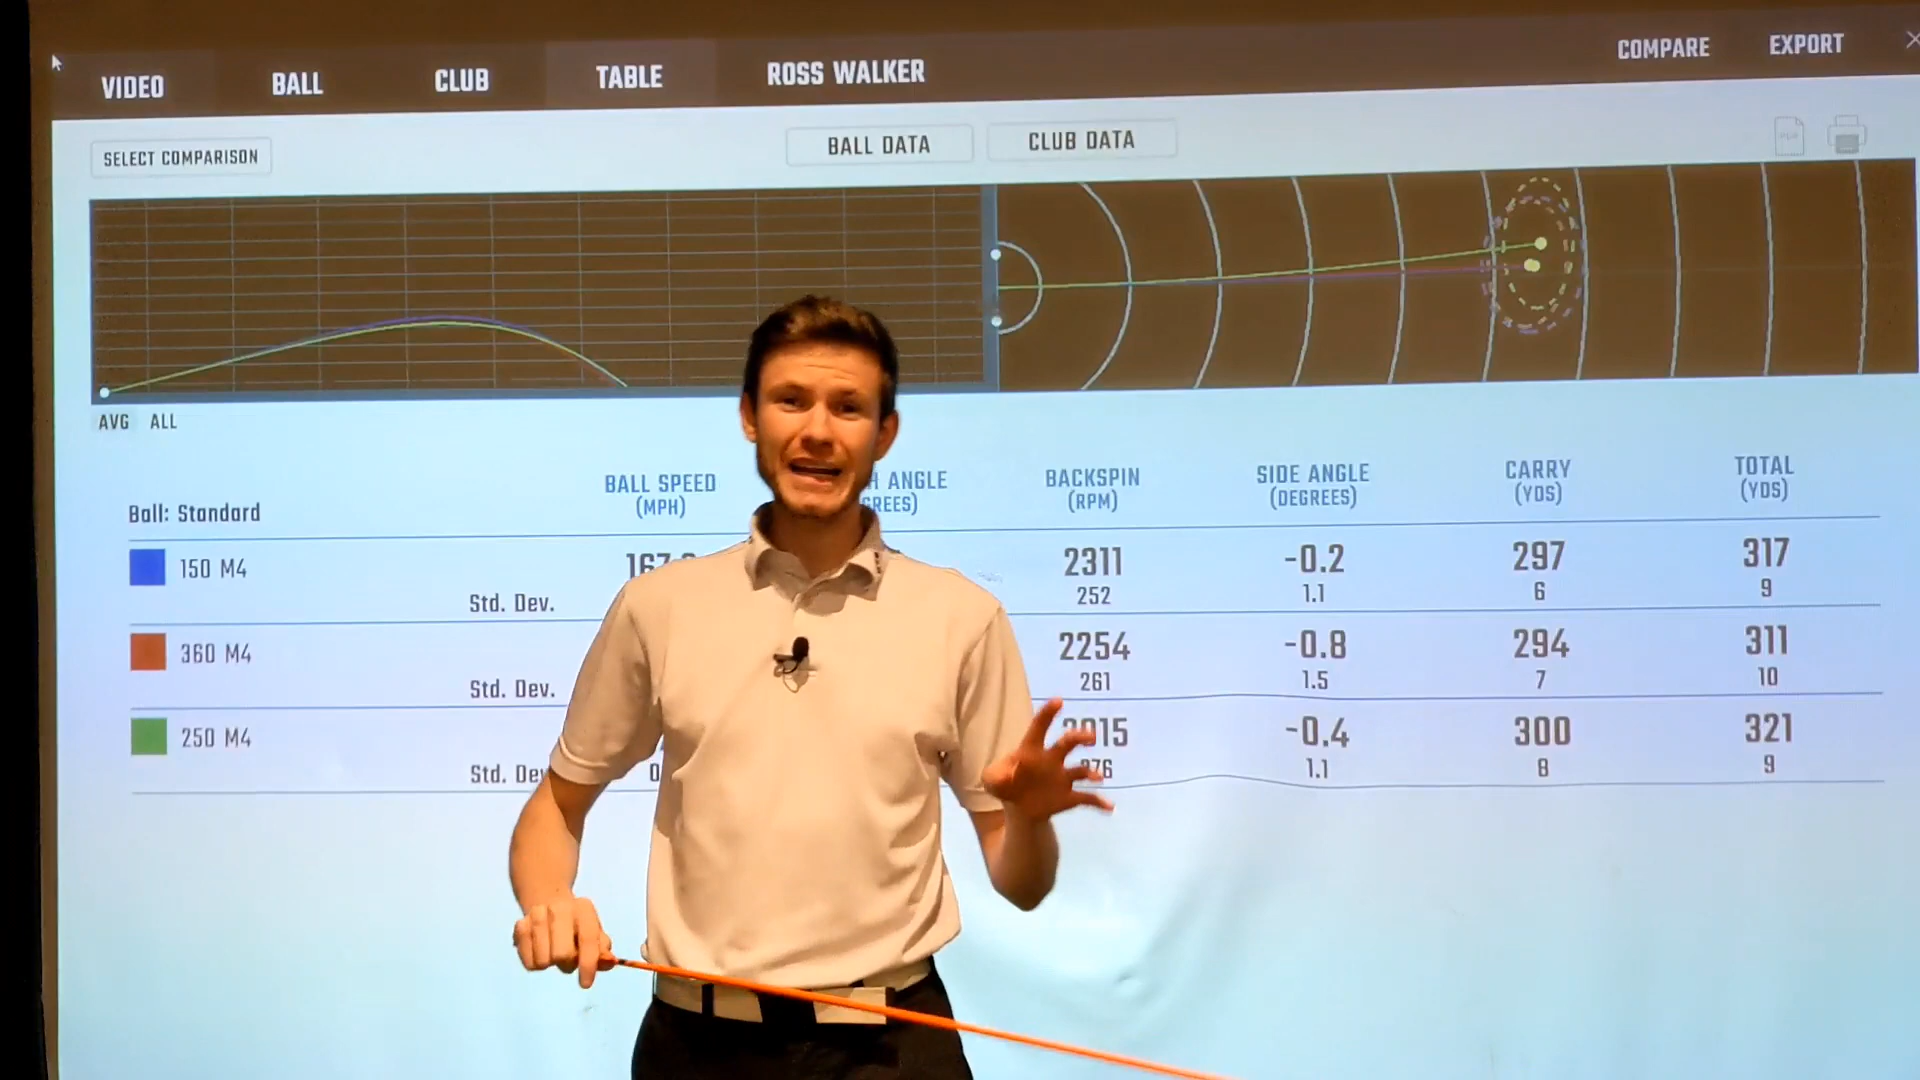 VIDEO BALL CLUB TABLE ROSS WALKER COMPARE EXPORT
SELECT COMPARISON BALL DATA CLUB DATA
AVG ALL
BALL SPEED ANGLE BACKSPIN SIDE ANGLE CARRY TOTAL
(MPH) (RPM) (DEGREES) (YDS) (YDS)
Ball: Standard
150 M4 2311 -0.2 297 317
Std. Dev. 252 1.1 6 9
360 M4 2254 -0.8 294 311
Std. Dev. 261 1.5 7 10
250 M4 -0.4 300 321
Std. 1.1 8 9